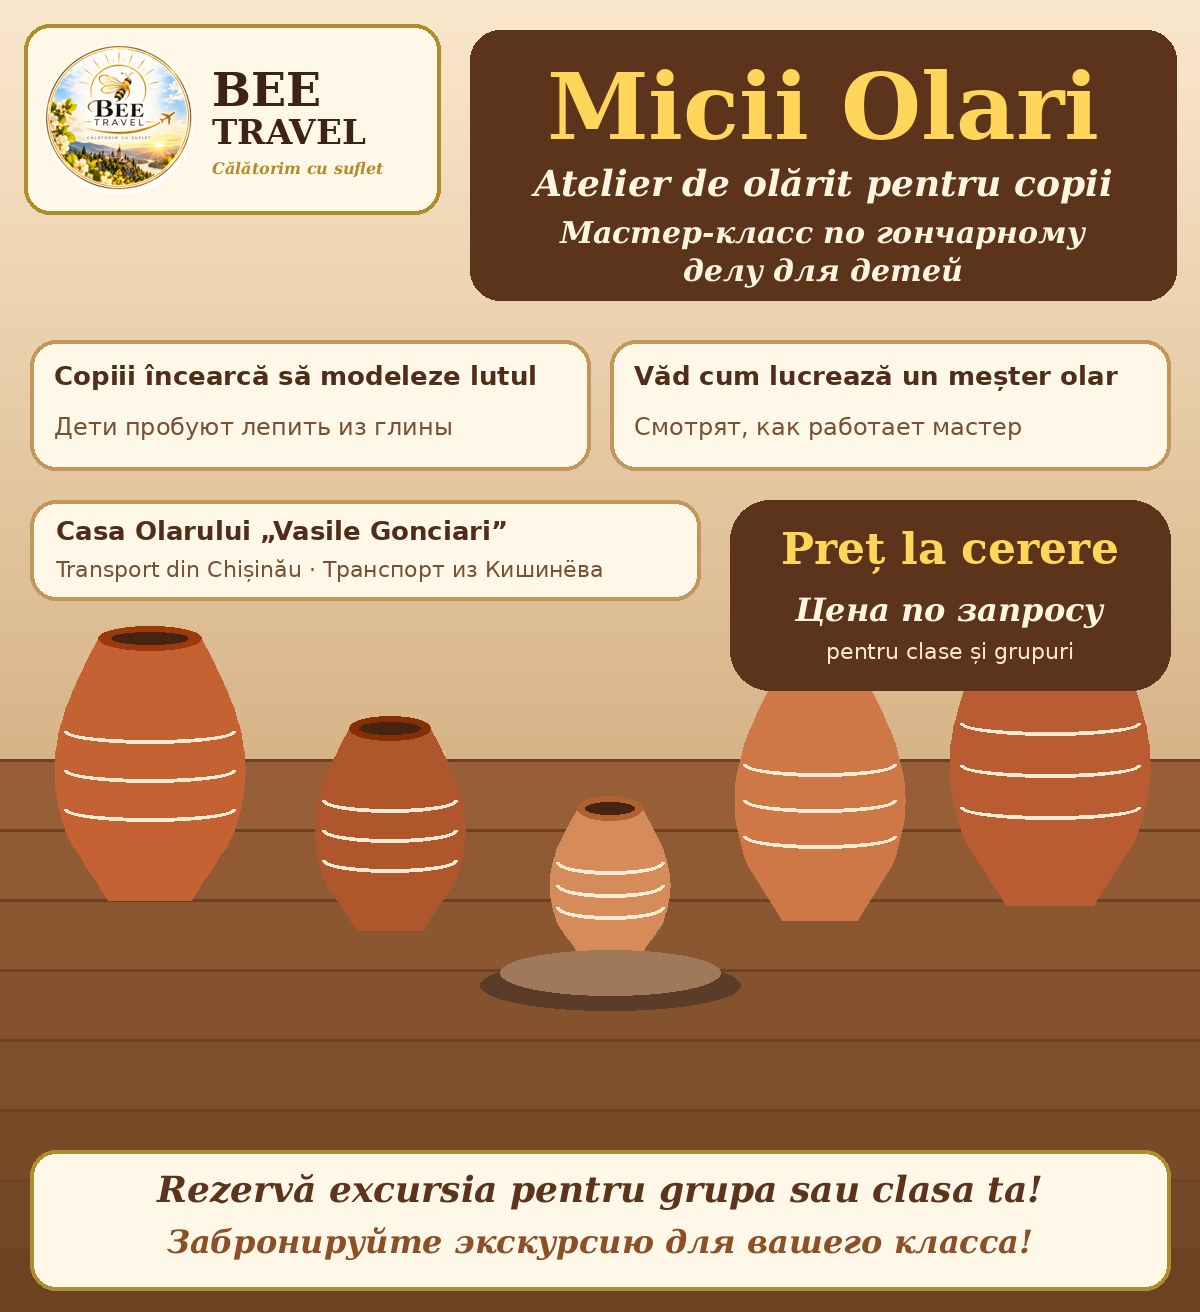 BEE
TRAVEL
CĂLĂTORIM CU SUFLET
BEE
TRAVEL
Călătorim cu suflet
Micii Olari
Atelier de olărit pentru copii
Мастер-класс по гончарному
делу для детей
Copiii încearcă să modeleze lutul
Дети пробуют лепить из глины
Văd cum lucrează un meșter olar
Смотрят, как работает мастер
Casa Olarului „Vasile Gonciari”
Transport din Chișinău · Транспорт из Кишинёва
Preț la cerere
Цена по запросу
pentru clase și grupuri
Rezervă excursia pentru grupa sau clasa ta!
Забронируйте экскурсию для вашего класса!